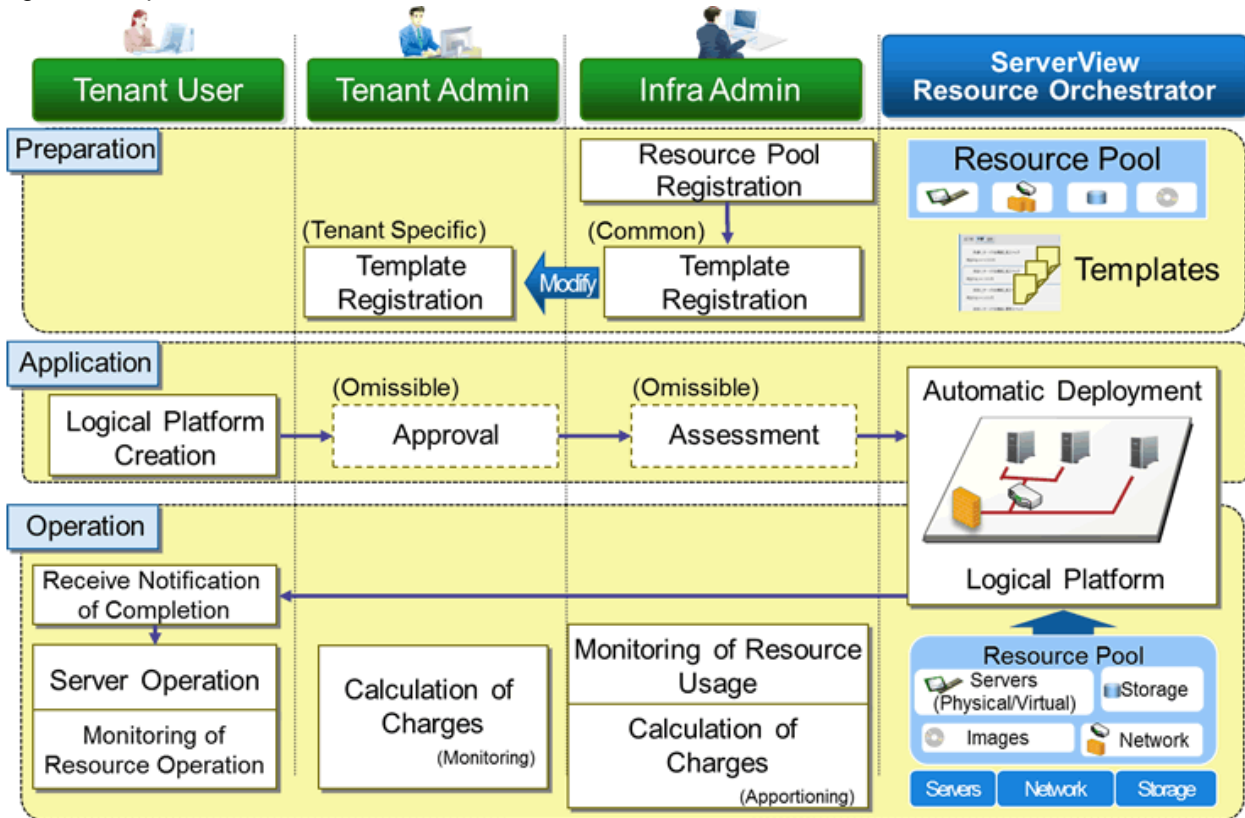 Tenant User
Tenant Admin
Infra Admin
ServerView
Resource Orchestrator
Preparation
Resource Pool
Registration
Resource Pool
(Tenant Specific)
(Common)
Template
Registration
Modify
Template
Registration
Templates
Application
(Omissible)
(Omissible)
Logical Platform
Creation
Approval
Assessment
Automatic Deployment
Logical Platform
Operation
Receive Notification
of Completion
Server Operation
Monitoring of
Resource Operation
Calculation of
Charges
(Monitoring)
Monitoring of Resource
Usage
Calculation of
Charges
(Apportioning)
Resource Pool
Servers
(Physical/Virtual)
Storage
Images
Network
Servers
Network
Storage